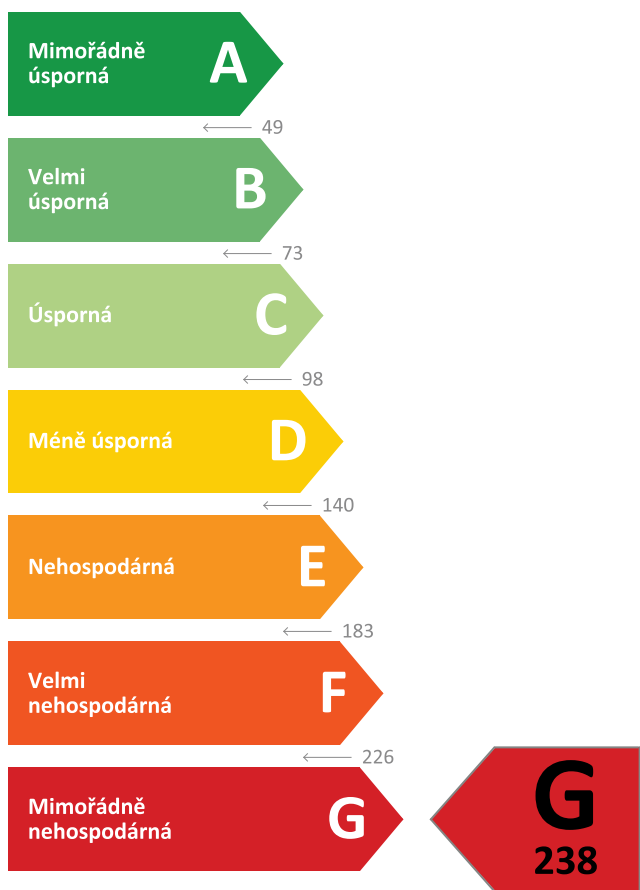 Mimořádně
úsporná
A
49
Velmi
úsporná
B
73
Úsporná
C
98
Méně úsporná
D
140
Nehospodárná
E
183
Velmi
nehospodárná
F
226
Mimořádně
nehospodárná
G
G
238